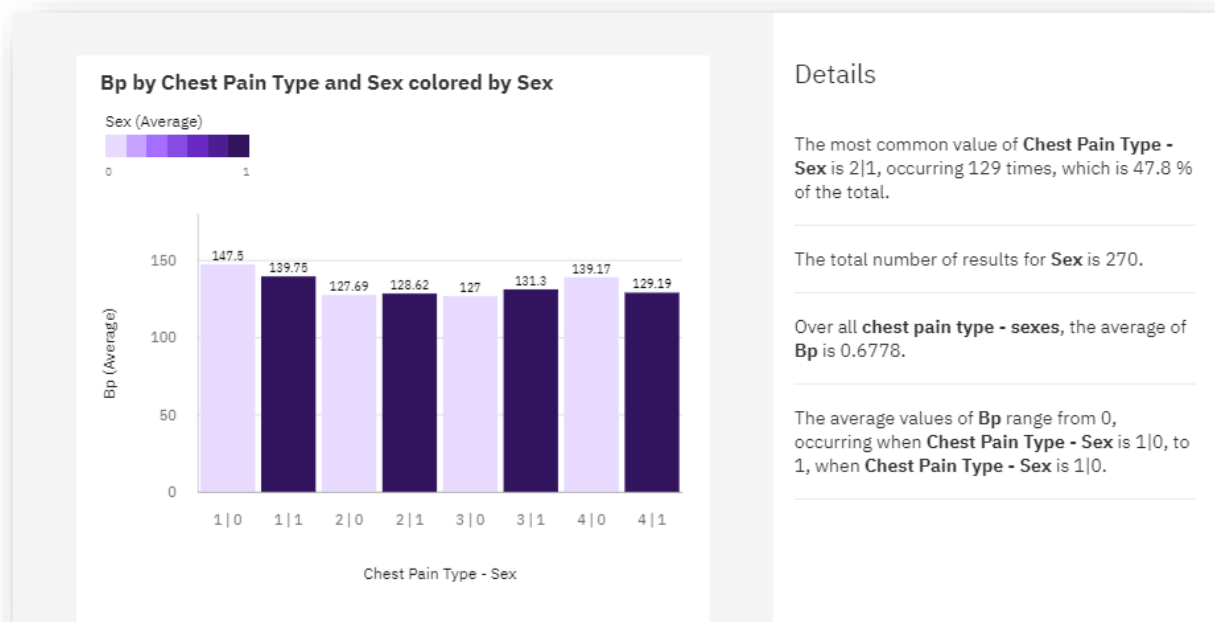 Bp by Chest Pain Type and Sex colored by Sex
Sex (Average)
0 1
Bp (Average)
150
100
50
0
147.5
139.75
127.69
128.62
127
131.3
139.17
129.19
1|0 1|1 2|0 2|1 3|0 3|1 4|0 4|1
Chest Pain Type - Sex
Details
The most common value of Chest Pain Type -
Sex is 2|1, occurring 129 times, which is 47.8 %
of the total.
The total number of results for Sex is 270.
Over all chest pain type - sexes, the average of
Bp is 0.6778.
The average values of Bp range from 0,
occurring when Chest Pain Type - Sex is 1|0, to
1, when Chest Pain Type - Sex is 1|0.